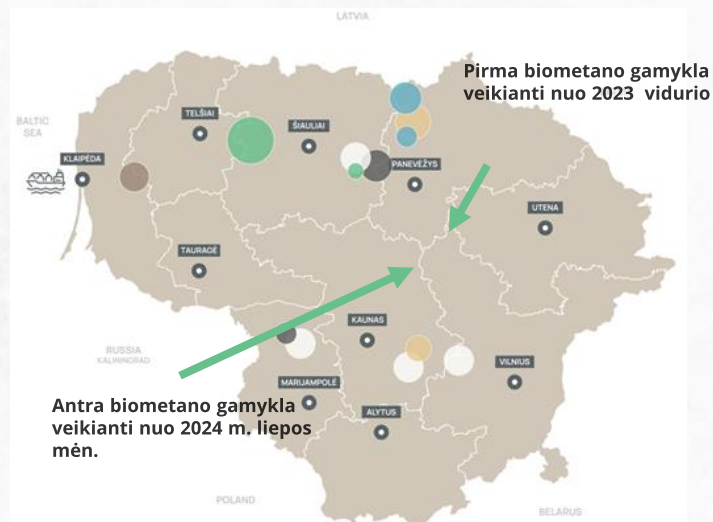 LATVIA
Pirma biometano gamykla
veikianti nuo 2023 vidurio
BALTIC
SEA
TELŠIAI
ŠIAULIAI
KLAIPĖDA
PANEVĖŽYS
UTENA
TAURAGĖ
KAUNAS
RUSSIA
KALININGRAD
VILNIUS
MARIJAMPOLĖ
Antra biometano gamykla
veikianti nuo 2024 m. liepos
mėn.
ALYTUS
POLAND
BELARUS